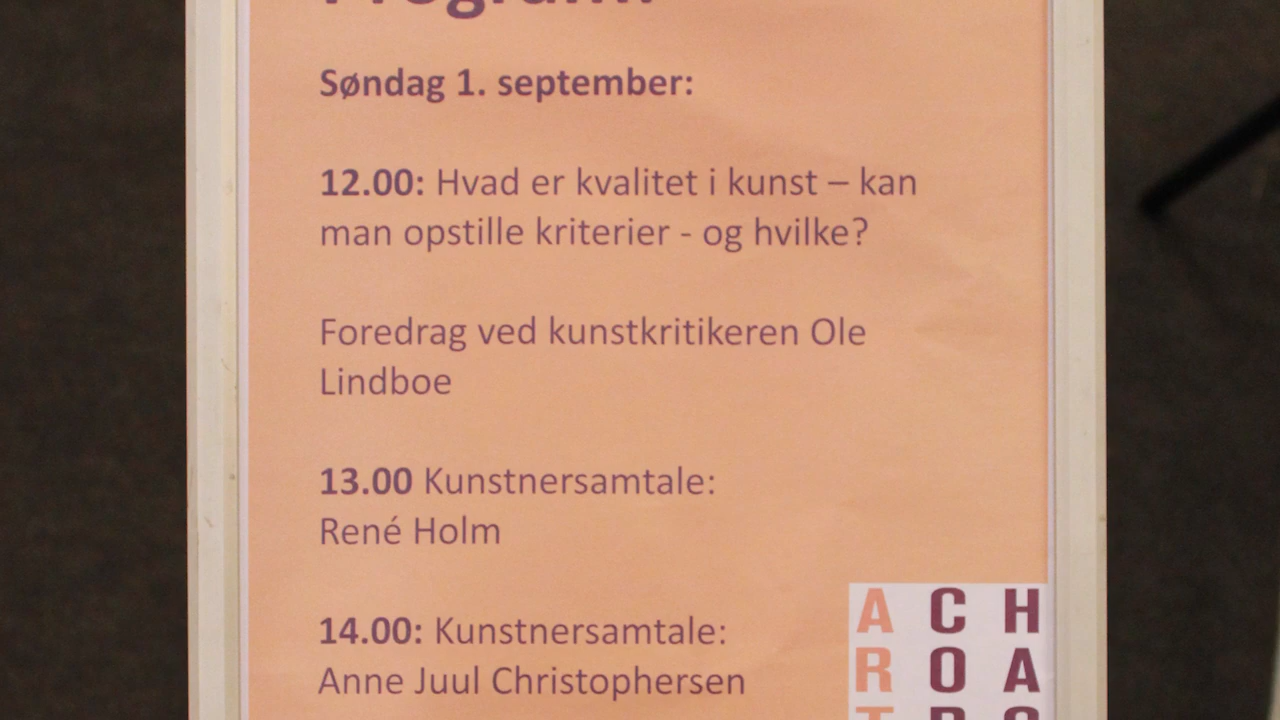 Program:
Søndag 1. september:
12.00: Hvad er kvalitet i kunst – kan
man opstille kriterier - og hvilke?
Foredrag ved kunstkritikeren Ole
Lindboe
13.00 Kunstnersamtale:
René Holm
14.00: Kunstnersamtale:
Anne Juul Christophersen
A C H
R O A